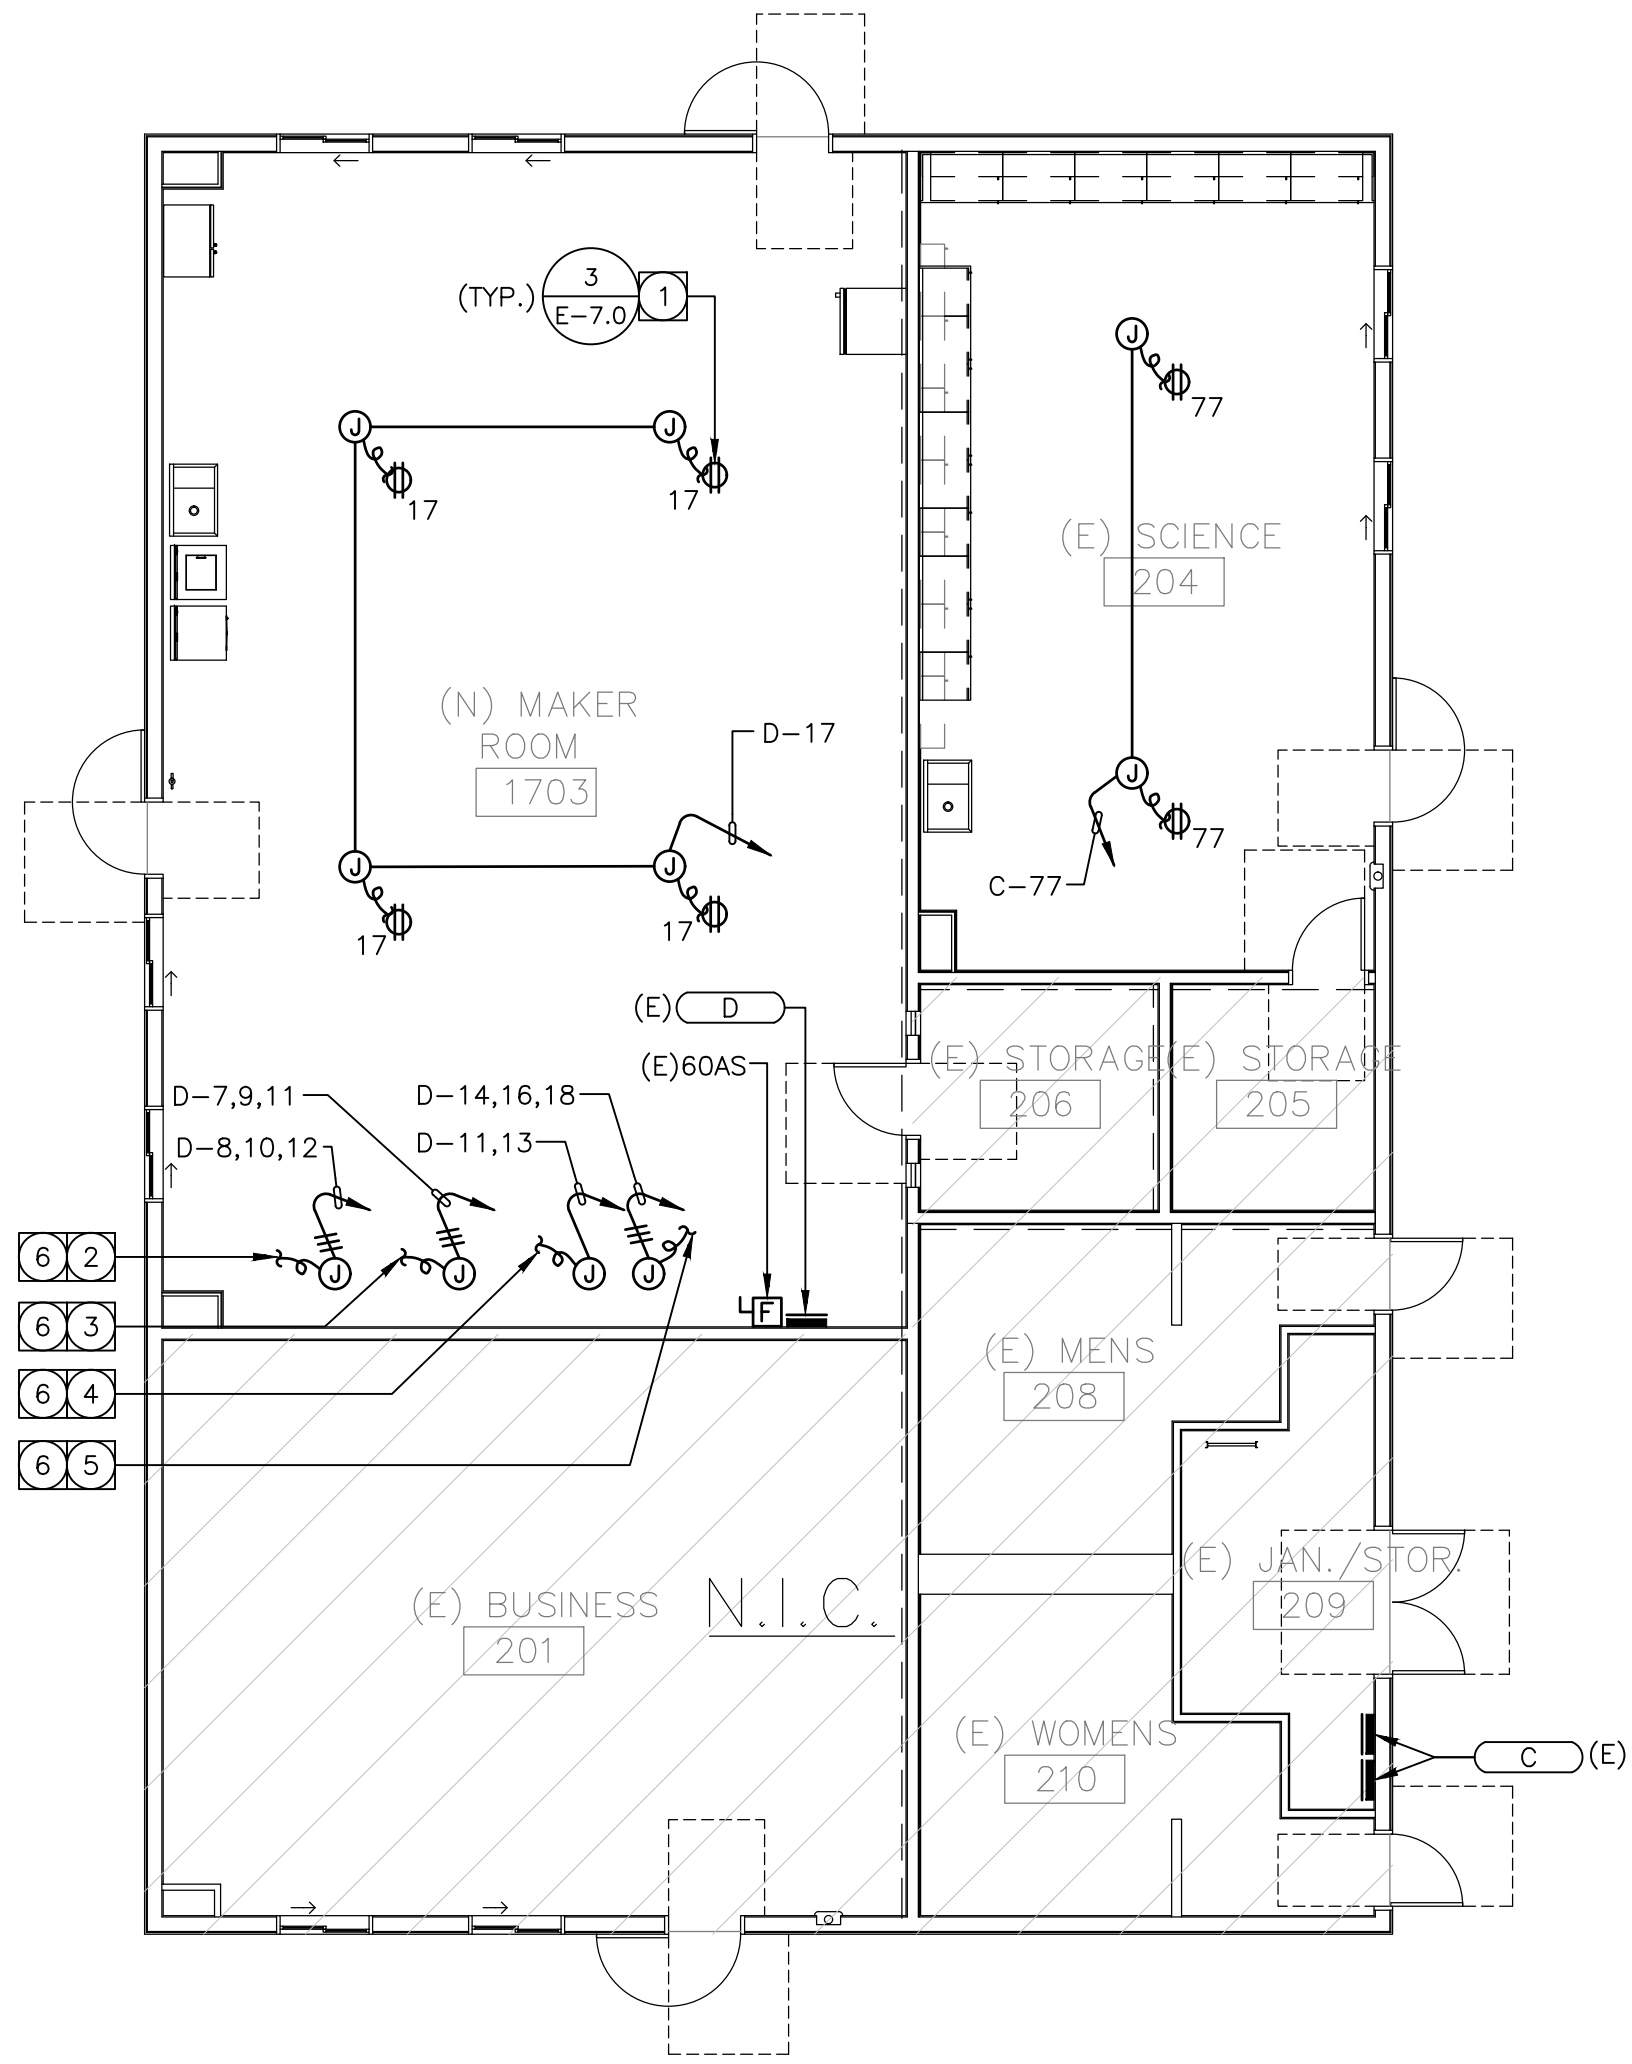 3
(TYP.)
1
E-7.0
J
77
J
J
17
17
(E) SCIENCE
204
(N) MAKER
ROOM
1703
D-17
J
77
C-77
J
J
17
17
(E) D
(E)60AS
(E) STORAGE
206
(E) STORAGE
205
D-7,9,11
D-14,16,18
D-8,10,12
D-11,13
6 2
J
J
J
J
F
6 3
6 4
6 5
(E) MENS
208
(E) JAN./STOR.
209
(E) BUSINESS
201
N.I.C.
(E) WOMENS
210
C (E)